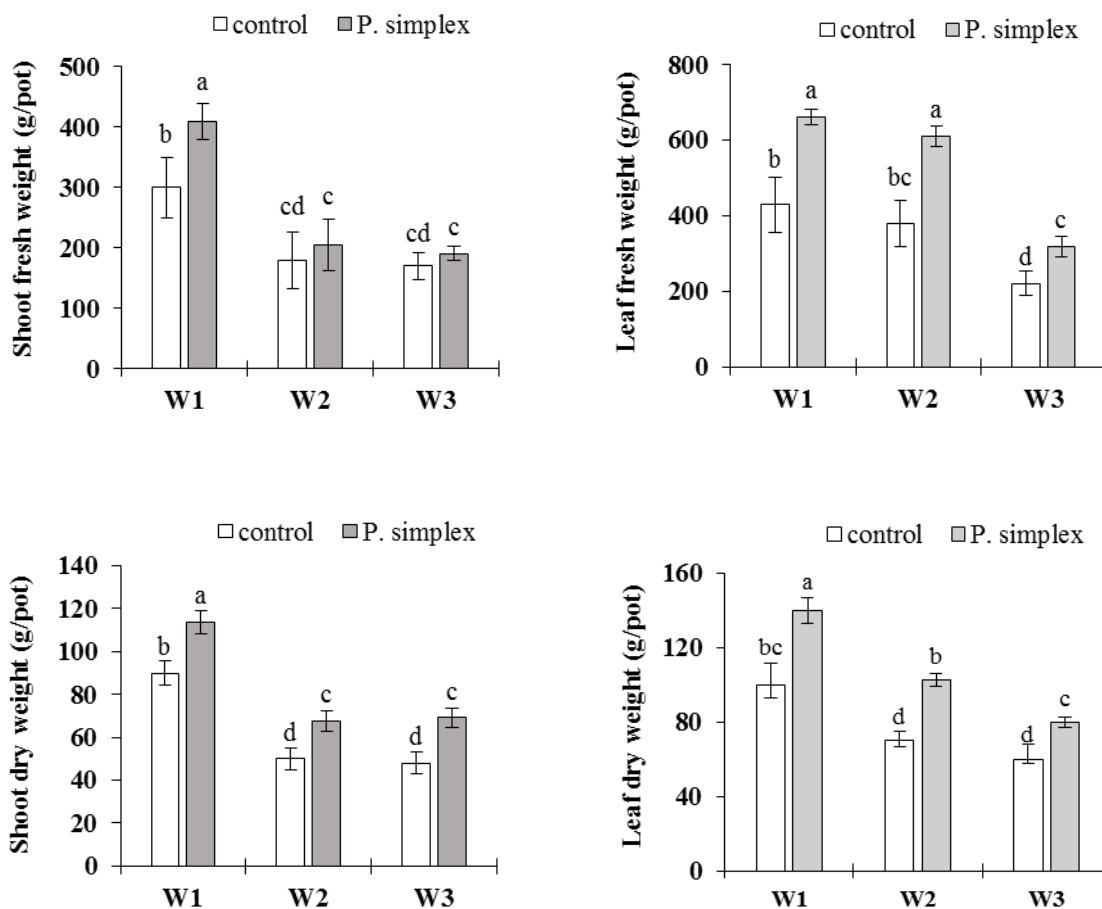 control P. simplex
Shoot fresh weight (g/pot)
500
400
300
200
100
0
b a
cd c
cd c
W1 W2 W3
control P. simplex
Leaf fresh weight (g/pot)
800
600
400
200
0
b a
bc a
d c
W1 W2 W3
control P. simplex
Shoot dry weight (g/pot)
140
120
100
80
60
40
20
0
b a
d c
d c
W1 W2 W3
control P. simplex
Leaf dry weight (g/pot)
160
120
80
40
0
bc a
d b
d c
W1 W2 W3